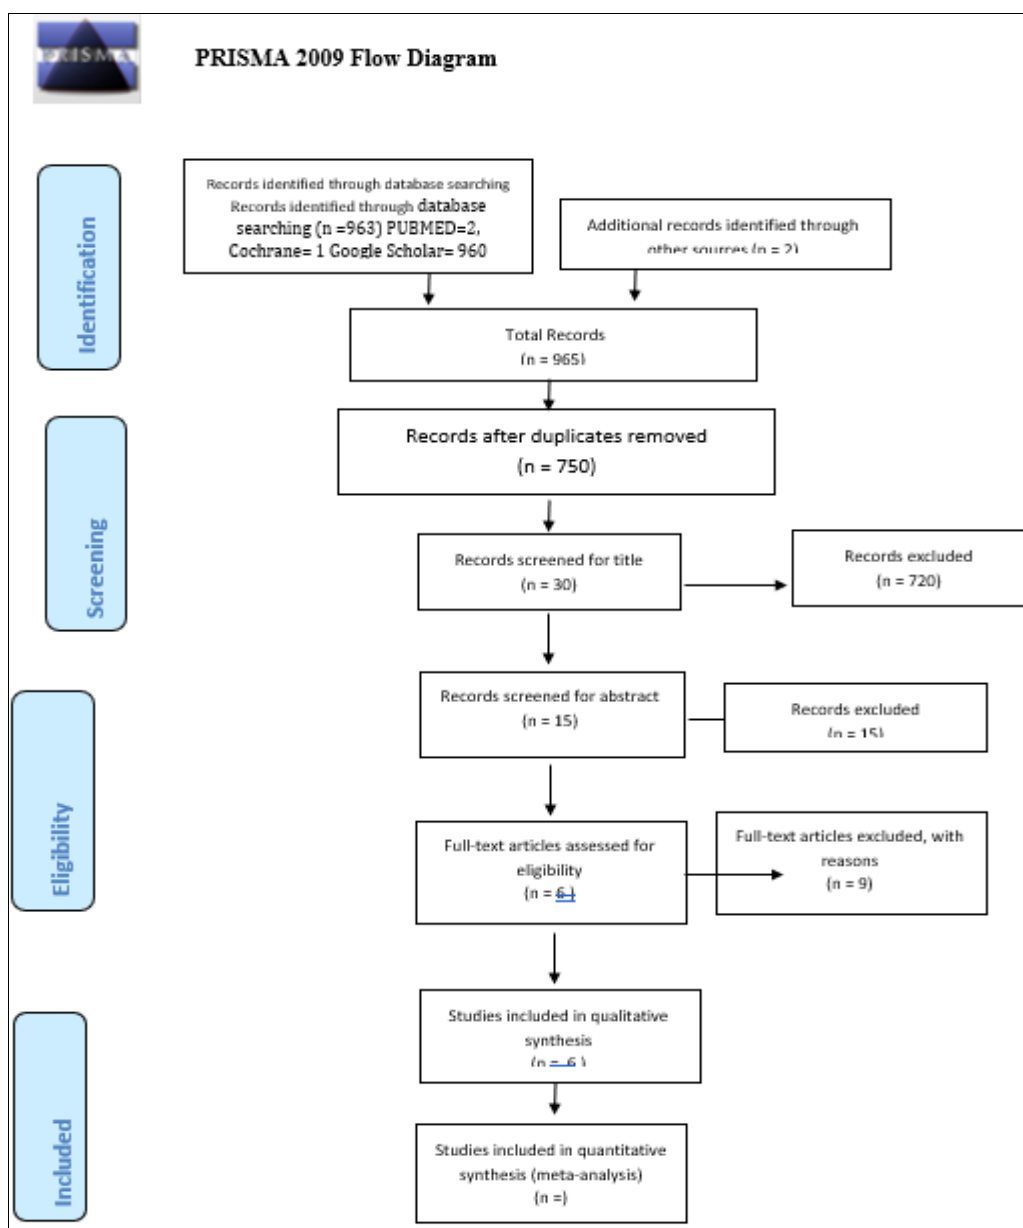 PRISMA
PRISMA 2009 Flow Diagram
Identification
Records identified through database searching
Records identified through database
searching (n =963) PUBMED=2,
Cochrane= 1 Google Scholar= 960
Additional records identified through
other sources (n = 2)
Total Records
(n = 965)
Screening
Records after duplicates removed
(n = 750)
Records screened for title
(n = 30)
Records excluded
(n = 720)
Records screened for abstract
(n = 15)
Records excluded
(n = 15)
Eligibility
Full-text articles assessed for
eligibility
(n = 6 )
Full-text articles excluded, with
reasons
(n = 9)
Included
Studies included in qualitative
synthesis
(n = 6 )
Studies included in quantitative
synthesis (meta-analysis)
(n =)